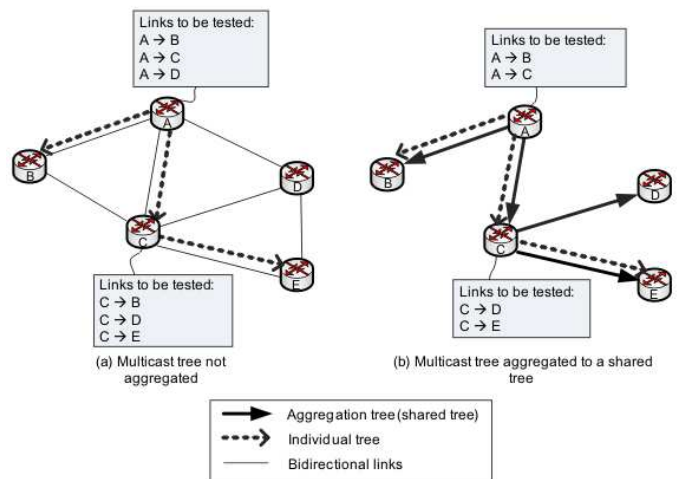 Links to be tested:
A → B
A → C
A → D
A
B
D
C
E
Links to be tested:
C → B
C → D
C → E
(a) Multicast tree not
aggregated
Links to be tested:
A → B
A → C
A
B
D
C
E
Links to be tested:
C → D
C → E
(b) Multicast tree aggregated to a shared
tree
Aggregation tree(shared tree)
Individual tree
Bidirectional links